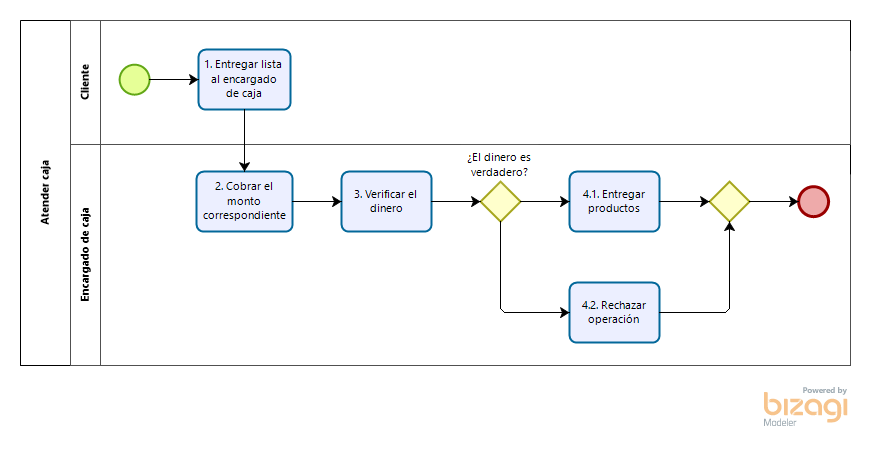 Atender caja
Cliente
1. Entregar lista
al encargado
de caja
Encargado de caja
2. Cobrar el
monto
correspondiente
3. Verificar el
dinero
¿El dinero es
verdadero?
4.1. Entregar
productos
4.2. Rechazar
operación
Powered by
bizagi
Modeler